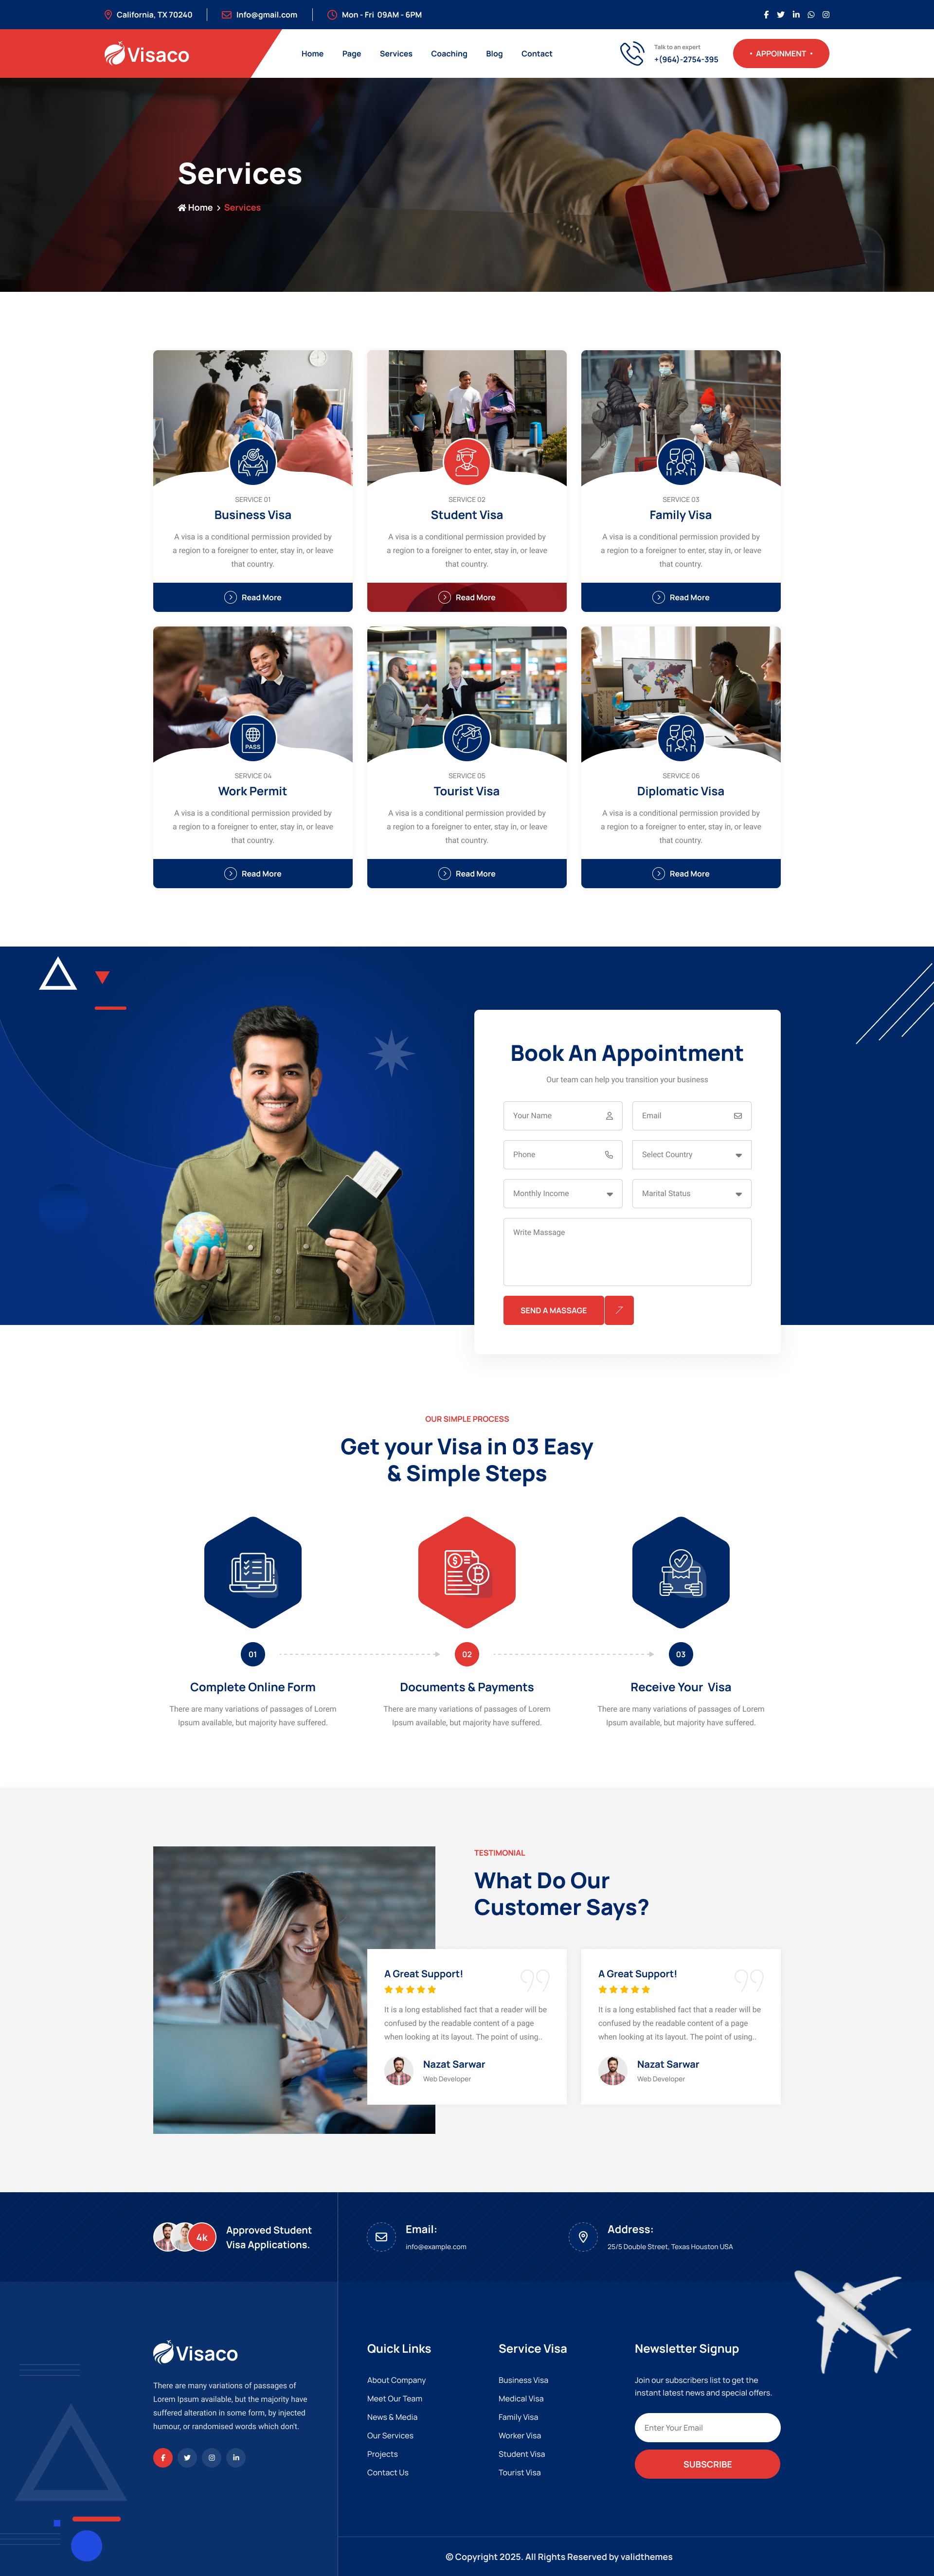 California, TX 70240
Info@gmail.com
Mon - Fri 09AM - 6PM
Visaco
Home
Page
Services
Coaching
Blog
Contact
Talk to an expert
+(964)-2754-395
• APPOINMENT •
Services
Home > Services
SERVICE 01
Business Visa
A visa is a conditional permission provided by
a region to a foreigner to enter, stay in, or leave
that country.
Read More
SERVICE 02
Student Visa
A visa is a conditional permission provided by
a region to a foreigner to enter, stay in, or leave
that country.
Read More
SERVICE 03
Family Visa
A visa is a conditional permission provided by
a region to a foreigner to enter, stay in, or leave
that country.
Read More
PASS
SERVICE 04
Work Permit
A visa is a conditional permission provided by
a region to a foreigner to enter, stay in, or leave
that country.
Read More
SERVICE 05
Tourist Visa
A visa is a conditional permission provided by
a region to a foreigner to enter, stay in, or leave
that country.
Read More
SERVICE 06
Diplomatic Visa
A visa is a conditional permission provided by
a region to a foreigner to enter, stay in, or leave
that country.
Read More
Book An Appointment
Our team can help you transition your business
Your Name
Email
Phone
Select Country
Monthly Income
Marital Status
Write Massage
SEND A MASSAGE
OUR SIMPLE PROCESS
Get your Visa in 03 Easy
& Simple Steps
01
Complete Online Form
There are many variations of passages of Lorem
Ipsum available, but majority have suffered.
02
Documents & Payments
There are many variations of passages of Lorem
Ipsum available, but majority have suffered.
03
Receive Your Visa
There are many variations of passages of Lorem
Ipsum available, but majority have suffered.
TESTIMONIAL
What Do Our
Customer Says?
A Great Support!
It is a long established fact that a reader will be
confused by the readable content of a page
when looking at its layout. The point of using..
Nazat Sarwar
Web Developer
A Great Support!
It is a long established fact that a reader will be
confused by the readable content of a page
when looking at its layout. The point of using..
Nazat Sarwar
Web Developer
4k
Approved Student
Visa Applications.
Email:
info@example.com
Address:
25/5 Double Street, Texas Houston USA
Visaco
There are many variations of passages of
Lorem Ipsum available, but the majority have
suffered alteration in some form, by injected
humour, or randomised words which don't.
Quick Links
About Company
Meet Our Team
News & Media
Our Services
Projects
Contact Us
Service Visa
Business Visa
Medical Visa
Family Visa
Worker Visa
Student Visa
Tourist Visa
Newsletter Signup
Join our subscribers list to get the
instant latest news and special offers.
Enter Your Email
SUBSCRIBE
© Copyright 2025. All Rights Reserved by validthemes